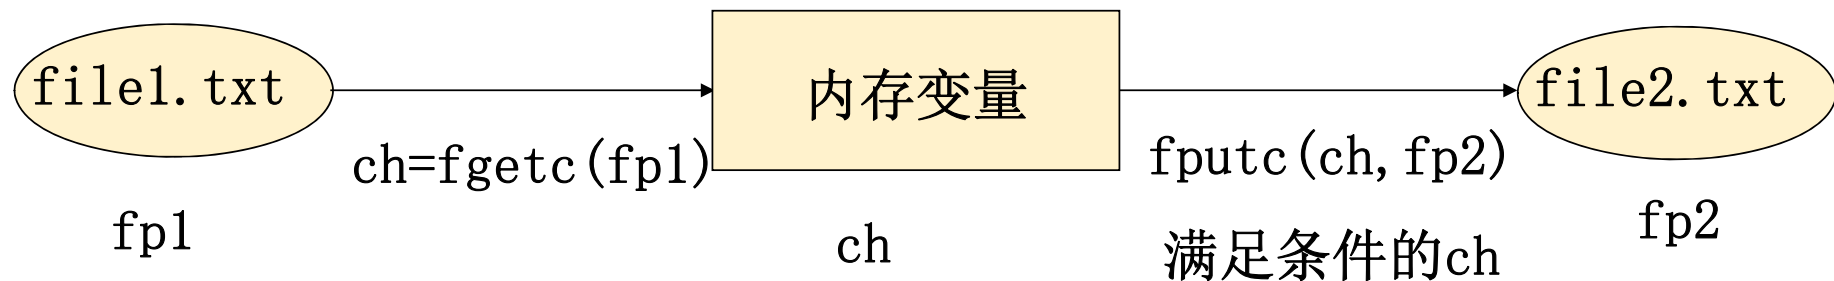 file1.txt
内存变量
file2.txt
ch=fgetc(fp1)
fputc(ch,fp2)
fp1
ch
满足条件的ch
fp2